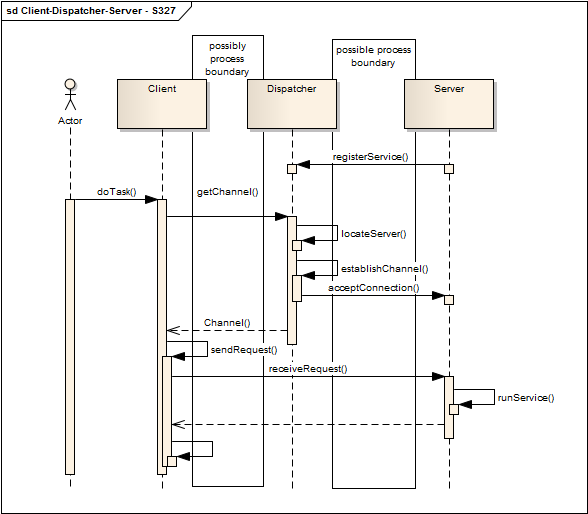 sd Client-Dispatcher-Server - S327
possibly
process
boundary
possible process
boundary
Client
Dispatcher
Server
Actor
registerService()
doTask()
getChannel()
locateServer()
establishChannel()
acceptConnection()
Channel()
sendRequest()
receiveRequest()
runService()